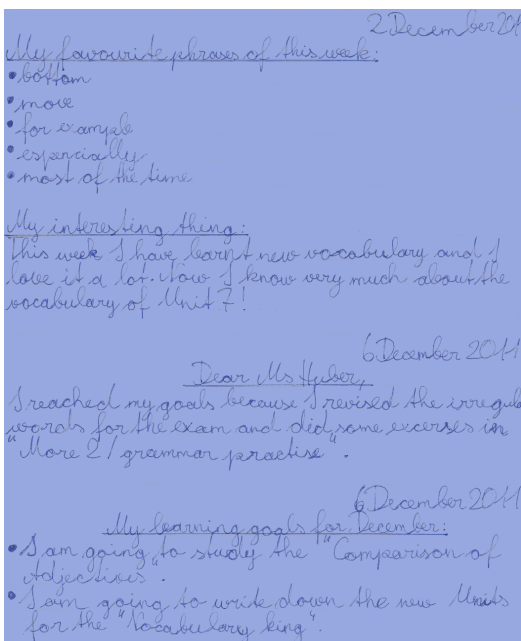 2 December 201
My favourite phrases of this week:
• bottom
• move
• for example
• espercially
• most of the time
My interesting thing:
This week I have learnt new vocabulary and I
love it a lot. Now I know very much about the
vocabulary of Unit 7!
6 December 2011
Dear Ms Huber,
I reached my goals because I revised the irregula
words for the exam and did some excerses in
"More 2! grammar practise".
6 December 2011
My learning goals for December:
• I am going to study the "Comparison of
Adjectives".
• I am going to write down the new Units
for the "Vocabulary king".